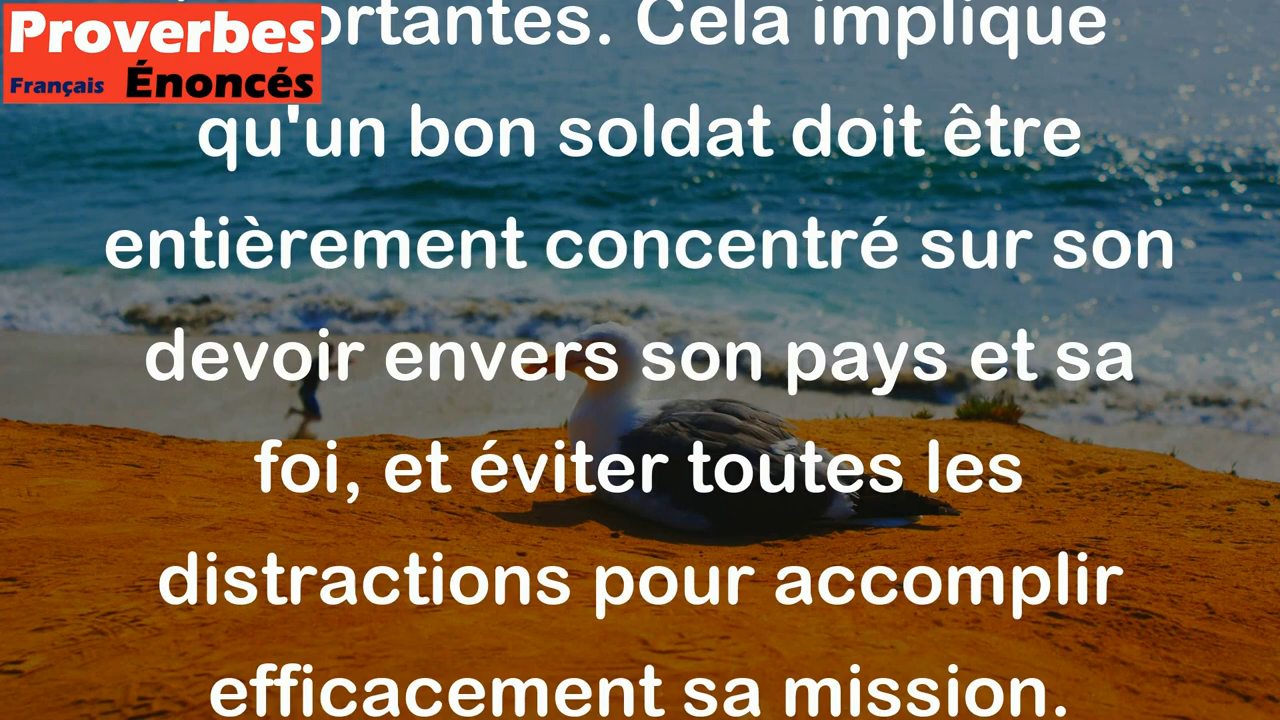 Proverbes
Français Énoncés
Cela implique
qu'un bon soldat doit être
entièrement concentré sur son
devoir envers son pays et sa
foi, et éviter toutes les
distractions pour accomplir
efficacement sa mission.